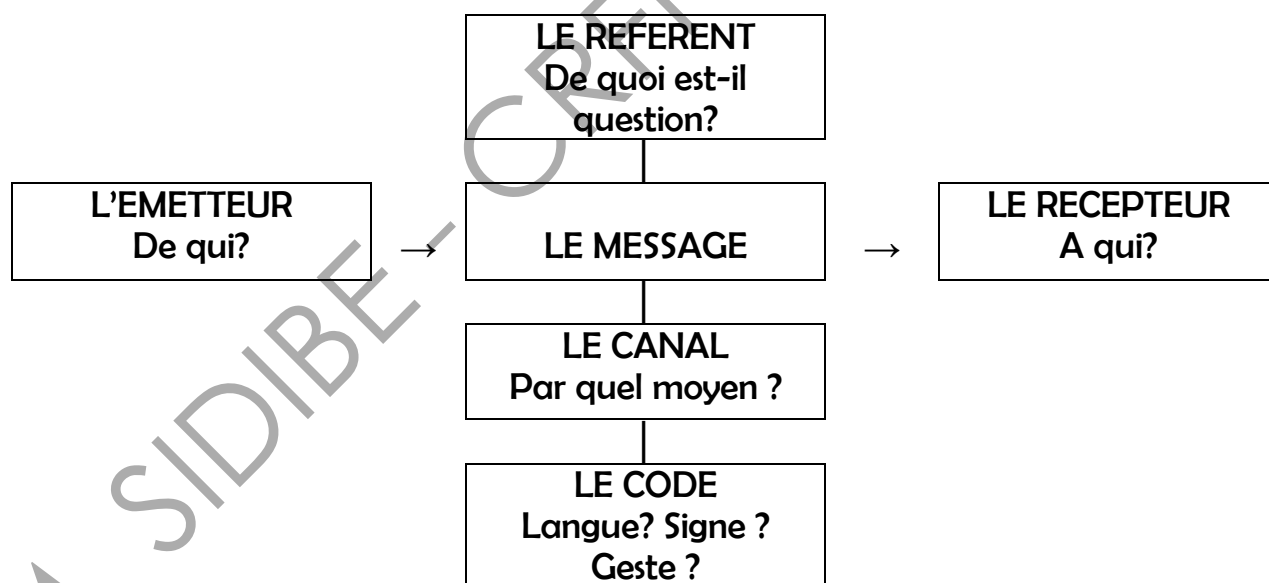 LE REFERENT
De quoi est-il
question?
L'EMETTEUR
De qui?
→
LE MESSAGE
→
LE RECEPTEUR
A qui?
LE CANAL
Par quel moyen ?
LE CODE
Langue? Signe ?
Geste ?
SIDIBE -